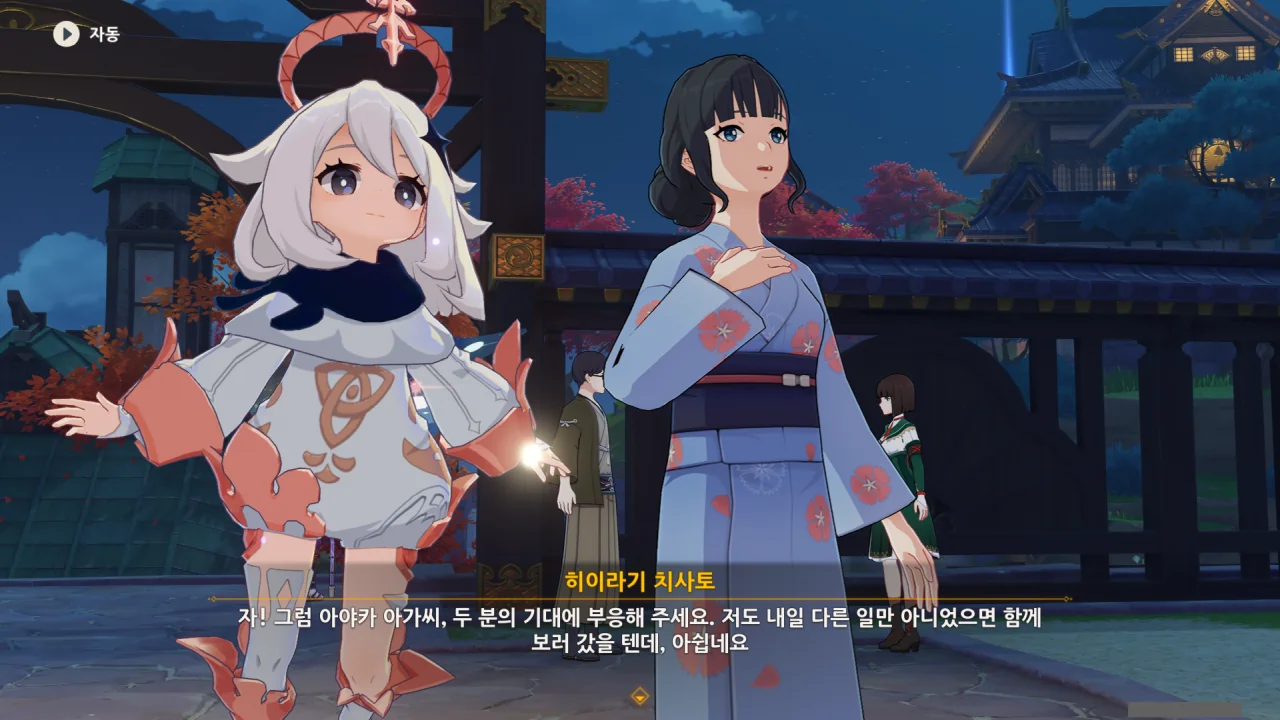 자동
히이라기 치사토
자! 그럼 아야카 아가씨, 두 분의 기대에 부응해 주세요. 저도 내일 다른 일만 아니었으면 함께
보러 갔을 텐데, 아쉽네요